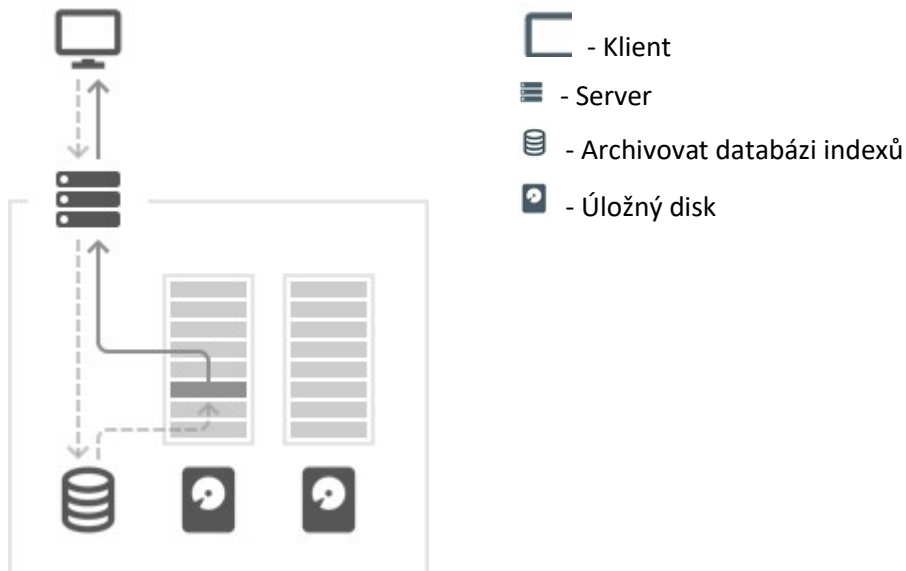 - Klient
- Server
- Archivovat databázi indexů
- Úložný disk